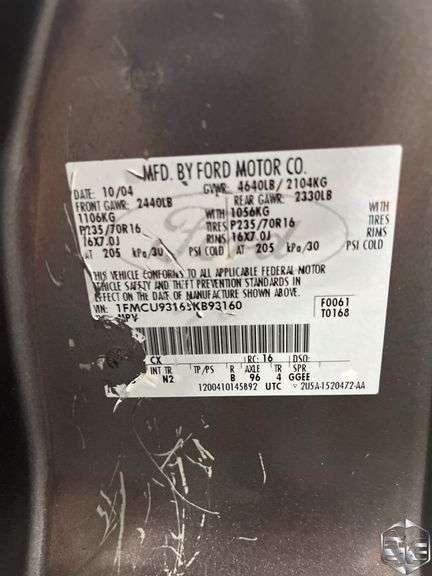 MFD. BY FORD MOTOR CO.
DATE: 10/04 GVWR: 4640LB/ 2104KG
FRONT GAWR: 2440LB REAR GAWR: 2330LB
1106KG WITH 1056KG WITH
P235/70R16 TIRES P235/70R16 TIRES
16X7.0J RIMS 16X7.0J RIMS
AT 205 kPa/30 PSI COLD AT 205 kPa/30 PSI COLD
THIS VEHICLE CONFORMS TO ALL APPLICABLE FEDERAL MOTOR
VEHICLE SAFETY AND THEFT PREVENTION STANDARDS IN
EFFECT ON THE DATE OF MANUFACTURE SHOWN ABOVE.
VIN: F0061
MPV T0168
CX RC: 16 DSO:
INT TR TP/PS R AXLE TR SPR
N2 B 96 4 GGEE
1200410145892 UTC
Ford